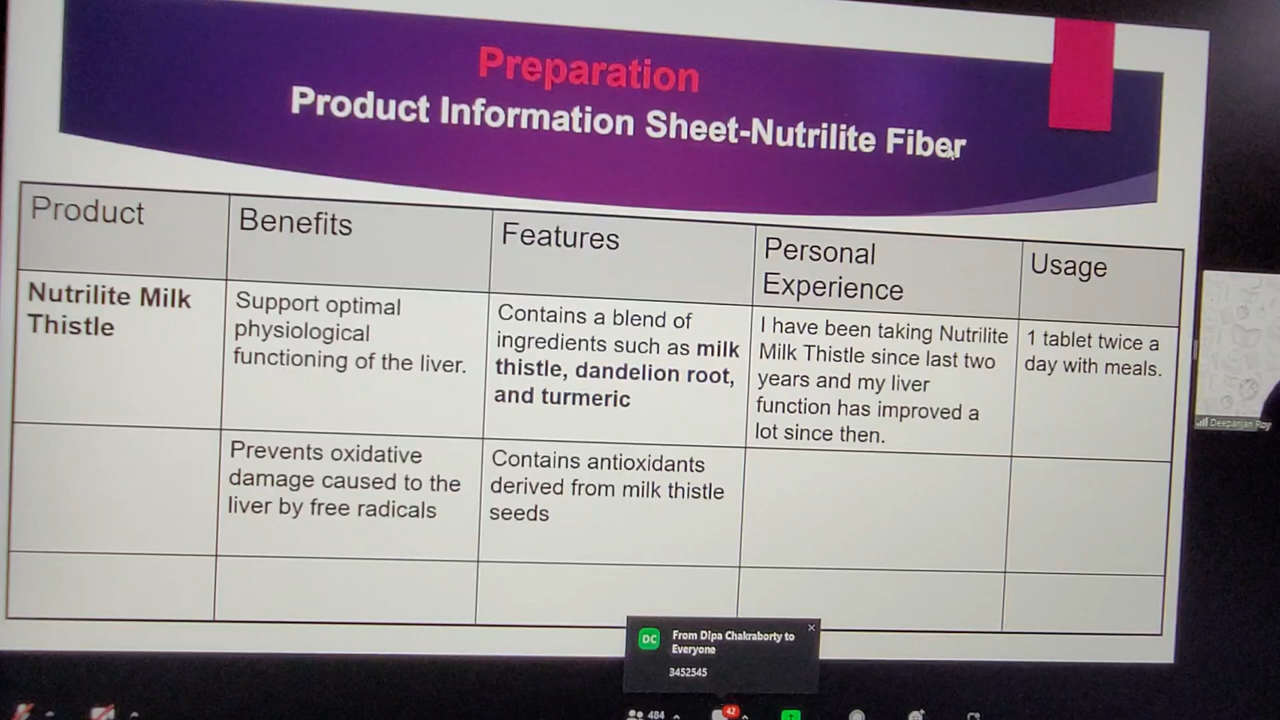 Preparation
Product Information Sheet-Nutrilite Fiber
Product
Benefits
Features
Personal
Experience
Usage
Nutrilite Milk
Thistle
Support optimal
physiological
functioning of the liver.
Contains a blend of
ingredients such as milk
thistle, dandelion root,
and turmeric
I have been taking Nutrilite
Milk Thistle since last two
years and my liver
function has improved a
lot since then.
1 tablet twice a
day with meals.
Prevents oxidative
damage caused to the
liver by free radicals
Contains antioxidants
derived from milk thistle
seeds
Deepanjan Roy
DC
From Dipa Chakraborty to
Everyone
3452545
484
42